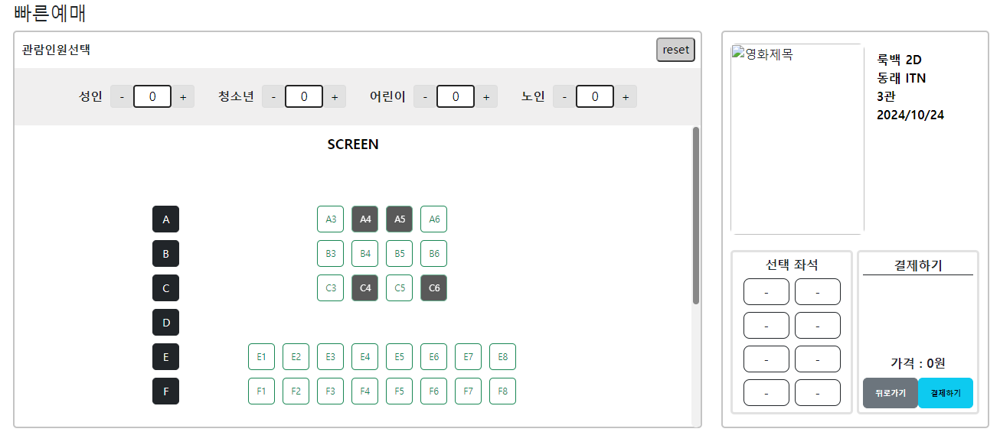 빠른예매
관람인원선택 reset
성인 - 0 + 청소년 - 0 + 어린이 - 0 + 노인 - 0 +
SCREEN
A A3 A4 A5 A6
B B3 B4 B5 B6
C C3 C4 C5 C6
D
E E1 E2 E3 E4 E5 E6 E7 E8
F F1 F2 F3 F4 F5 F6 F7 F8
영화제목
룩백 2D
동래 ITN
3관
2024/10/24
선택 좌석
- -
- -
- -
- -
결제하기
가격 : 0원
뒤로가기 결제하기